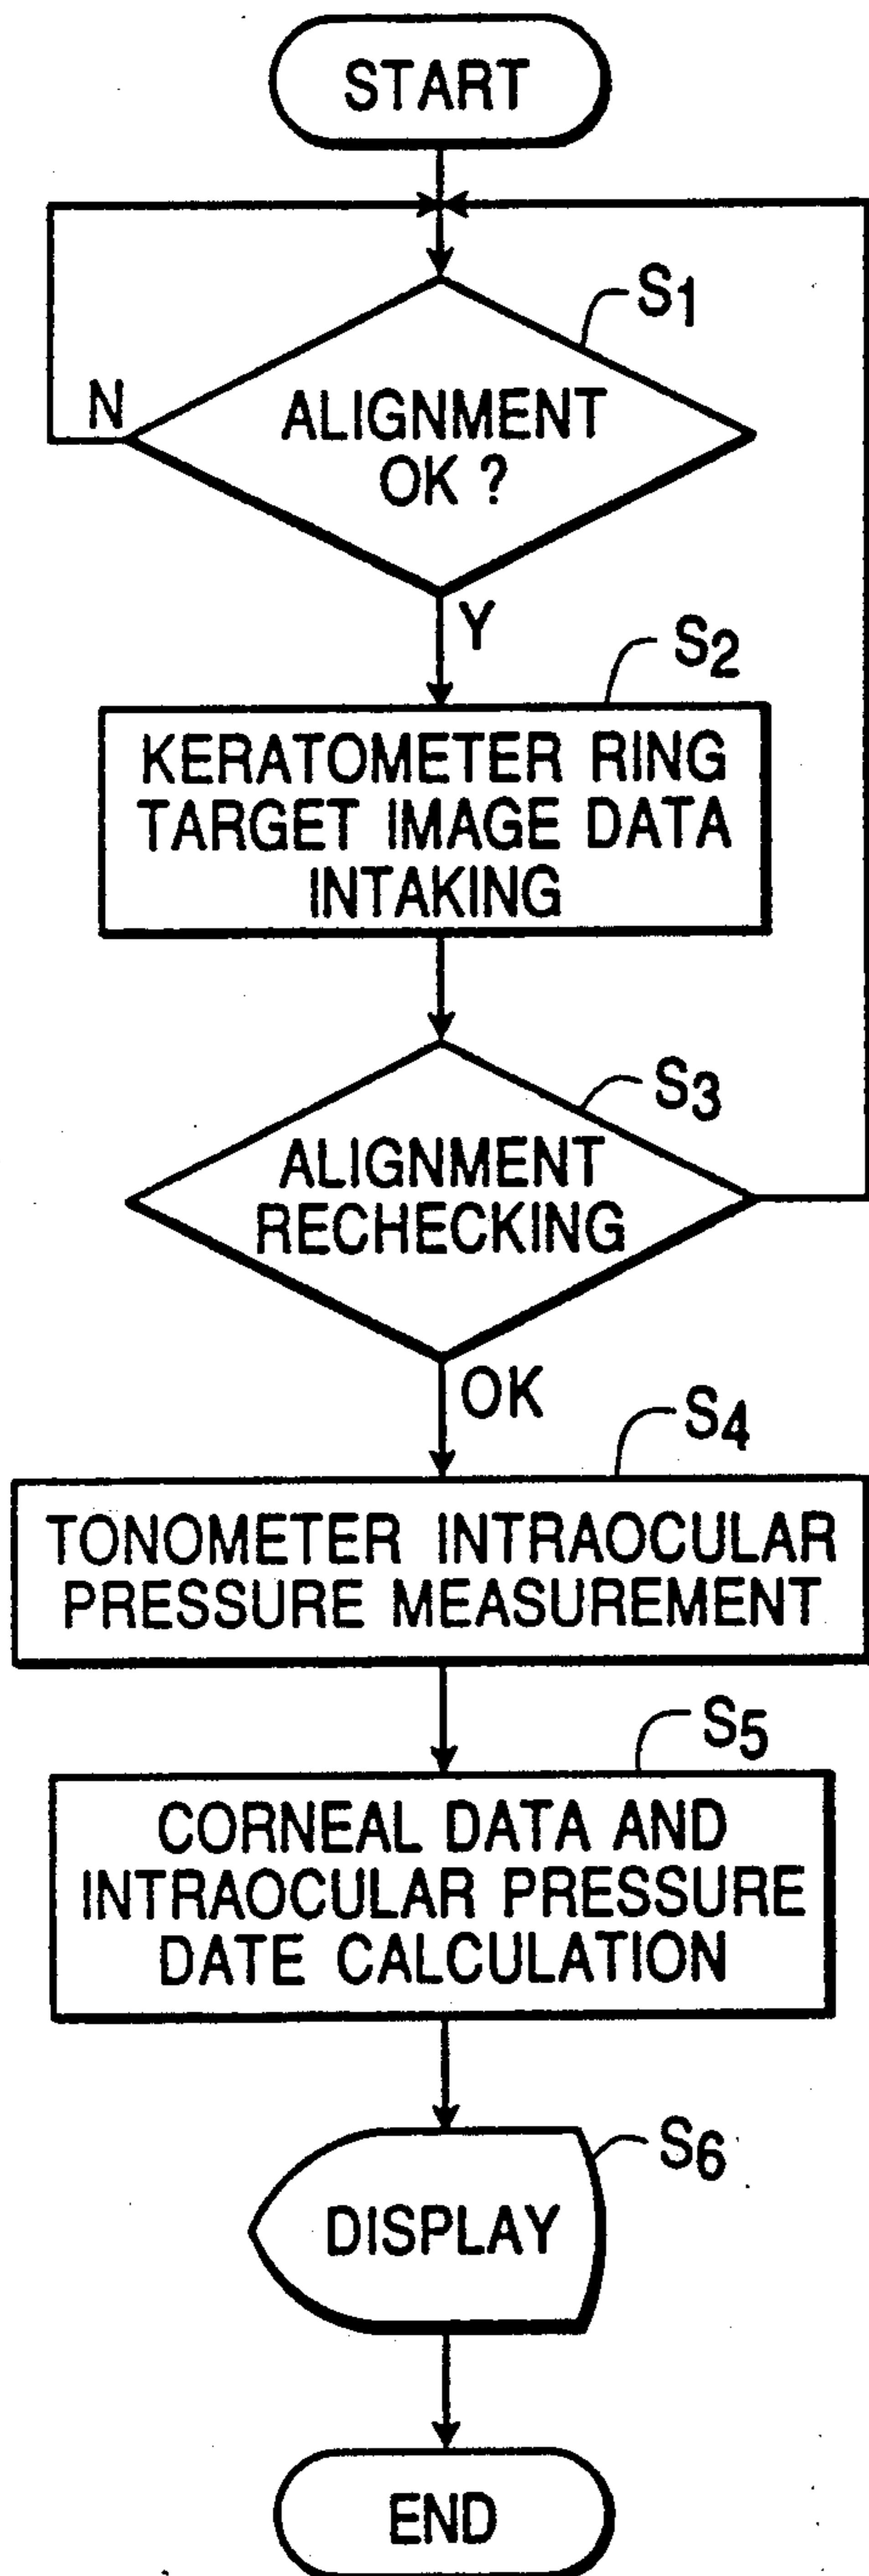 START
S1
N
ALIGNMENT
OK ?
Y
S2
KERATOMETER RING
TARGET IMAGE DATA
INTAKING
S3
ALIGNMENT
RECHECKING
OK
S4
TONOMETER INTRAOCULAR
PRESSURE MEASUREMENT
S5
CORNEAL DATA AND
INTRAOCULAR PRESSURE
DATE CALCULATION
S6
DISPLAY
END